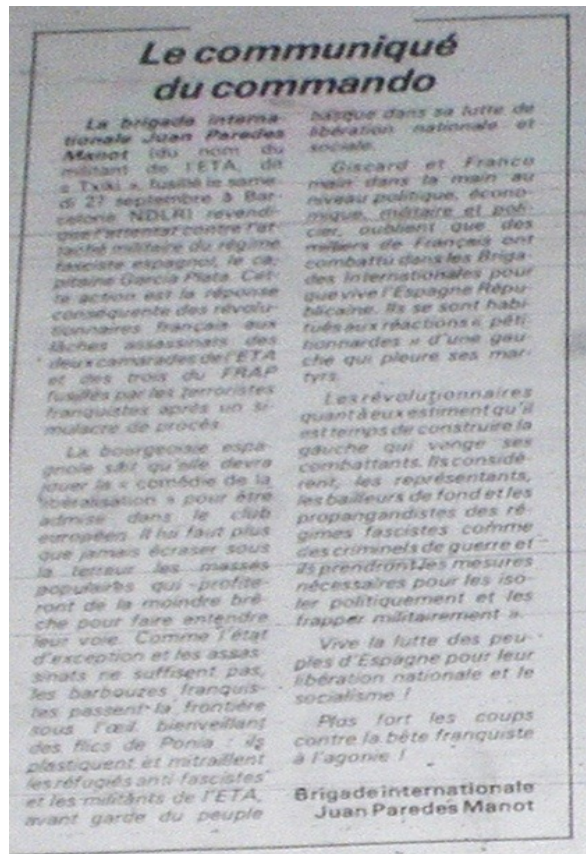 Le communiqué
du commando
La brigade interna-
tionale Juan Paredes
Manot (du nom du
militant de l'ETA, dit
« Txiki », fusillé le same-
di 27 septembre à Bar-
celone NDLR) revendi-
que l'attentat contre l'at-
taché militaire du régime
fasciste espagnol, le ca-
pitaine Garcia Plata. Cet-
te action est la réponse
conséquente des révolu-
tionnaires français aux
lâches assassinats des
deux camarades de l'ETA
et des trois du FRAP
fusillés par les terroristes
franquistes après un si-
mulacre de procès.
La bourgeoisie espa-
gnole sait qu'elle devra
jouer la « comédie de la
libéralisation » pour être
admise dans le club
européen. Il lui faut plus
que jamais écraser sous
la terreur les masses
populaires qui profite-
ront de la moindre brè-
che pour faire entendre
leur voie. Comme l'état
d'exception et les assas-
sinats ne suffisent pas,
les barbouzes franquis-
tes passent la frontière
sous l'œil bienveillant
des flics de Ponia : ils
plastiquent et mitraillent
les réfugiés anti fascistes
et les militants de l'ETA,
avant garde du peuple
basque dans sa lutte de
libération nationale et
sociale.
Giscard et Franco
main dans la main au
niveau politique, écono-
mique, militaire et poli-
cier, oublient que des
milliers de Français ont
combattu dans les Briga-
des Internationales pour
que vive l'Espagne Répu-
blicaine. Ils se sont habi-
tués aux réactions « péti-
tionnardes » d'une gau-
che qui pleure ses mar-
tyrs.
Les révolutionnaires
quant à eux estiment qu'il
est temps de construire la
gauche qui venge ses
combattants. Ils considè-
rent, les représentants,
les bailleurs de fond et les
propangandistes des ré-
gimes fascistes comme
des criminels de guerre et
ils prendront les mesures
nécessaires pour les iso-
ler politiquement et les
frapper militairement ».
Vive la lutte des peu-
ples d'Espagne pour leur
libération nationale et le
socialisme !
Plus fort les coups
contre la bête franquiste
à l'agonie !
Brigade internationale
Juan Paredes Manot